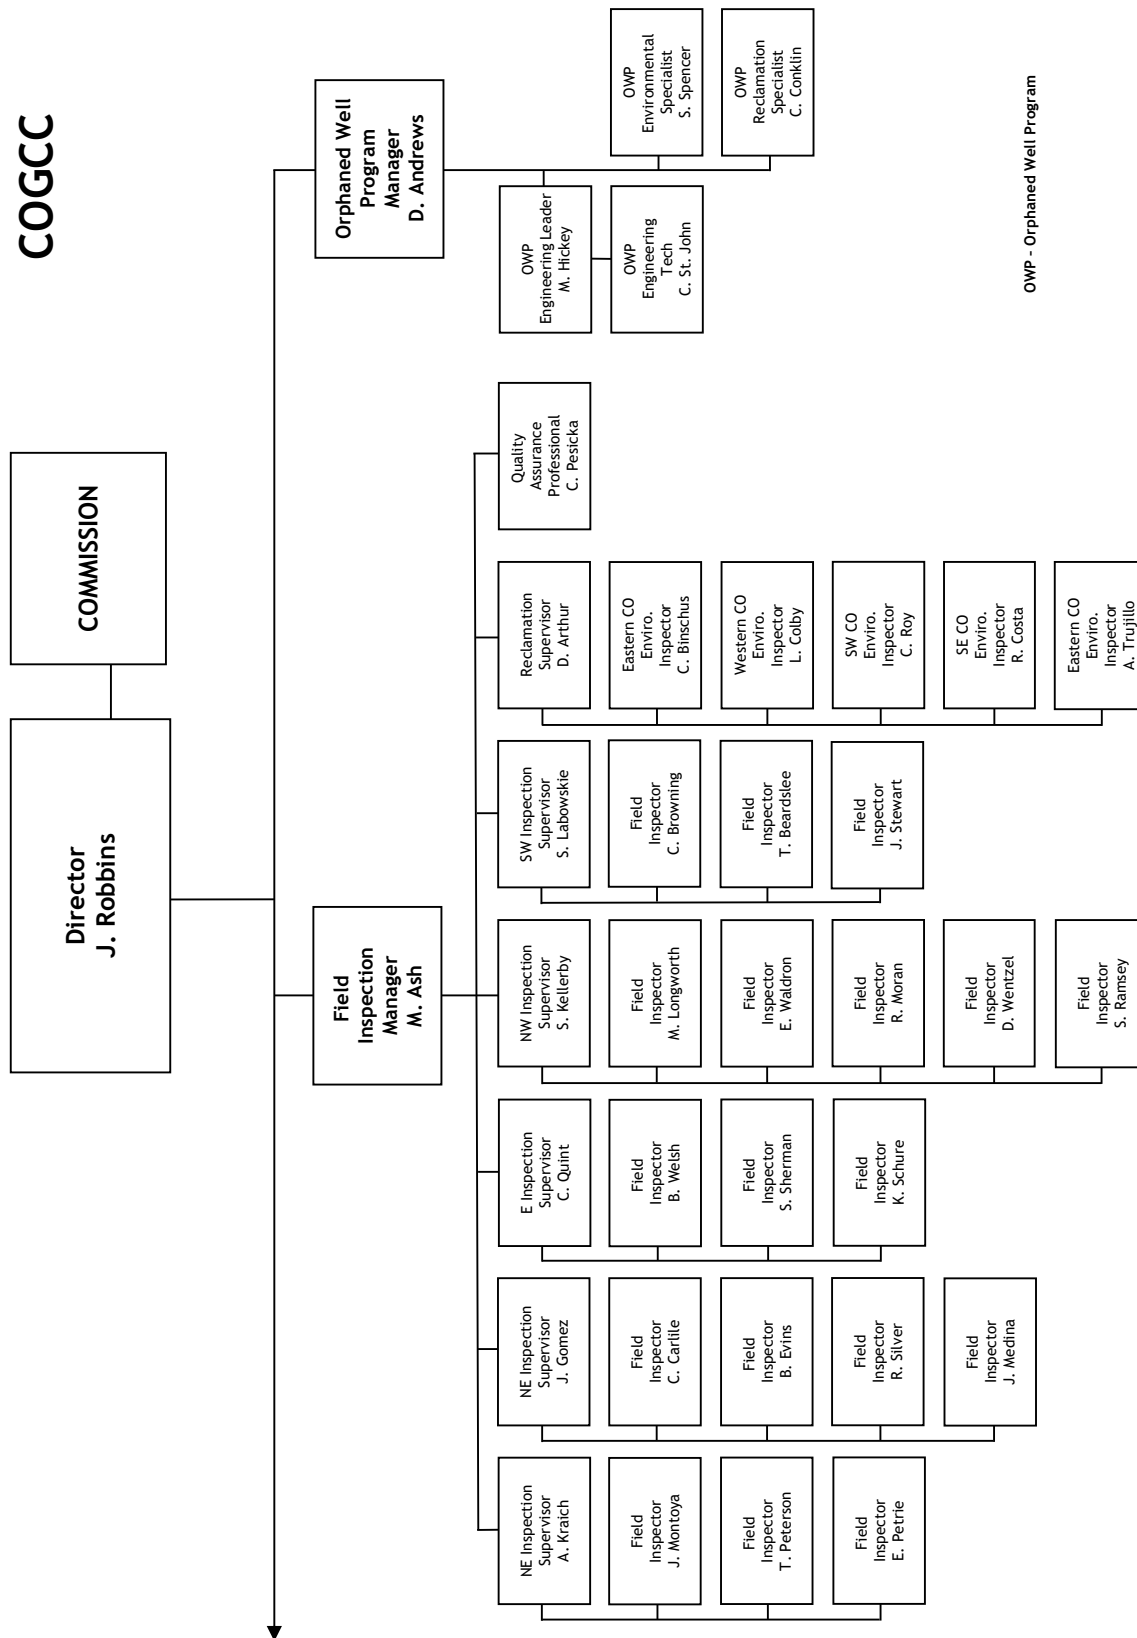 COGCC
COMMISSION
Director
J. Robbins
Field
Inspection
Manager
M. Ash
Orphaned Well
Program
Manager
D. Andrews
NE Inspection
Supervisor
A. Kraich
Field
Inspector
J. Montoya
Field
Inspector
T. Peterson
Field
Inspector
E. Petrie
NE Inspection
Supervisor
J. Gomez
Field
Inspector
C. Carlile
Field
Inspector
B. Evins
Field
Inspector
R. Silver
Field
Inspector
J. Medina
E Inspection
Supervisor
C. Quint
Field
Inspector
B. Welsh
Field
Inspector
S. Sherman
Field
Inspector
K. Schure
NW Inspection
Supervisor
S. Kellerby
Field
Inspector
M. Longworth
Field
Inspector
E. Waldron
Field
Inspector
R. Moran
Field
Inspector
D. Wentzel
Field
Inspector
S. Ramsey
SW Inspection
Supervisor
S. Labowskie
Field
Inspector
C. Browning
Field
Inspector
T. Beardslee
Field
Inspector
J. Stewart
Reclamation
Supervisor
D. Arthur
Eastern CO
Enviro.
Inspector
C. Binschus
Western CO
Enviro.
Inspector
L. Colby
SW CO
Enviro.
Inspector
C. Roy
SE CO
Enviro.
Inspector
R. Costa
Eastern CO
Enviro.
Inspector
A. Trujillo
Quality
Assurance
Professional
C. Pesicka
OWP
Engineering Leader
M. Hickey
OWP
Engineering
Tech
C. St. John
OWP
Environmental
Specialist
S. Spencer
OWP
Reclamation
Specialist
C. Conklin
OWP - Orphaned Well Program